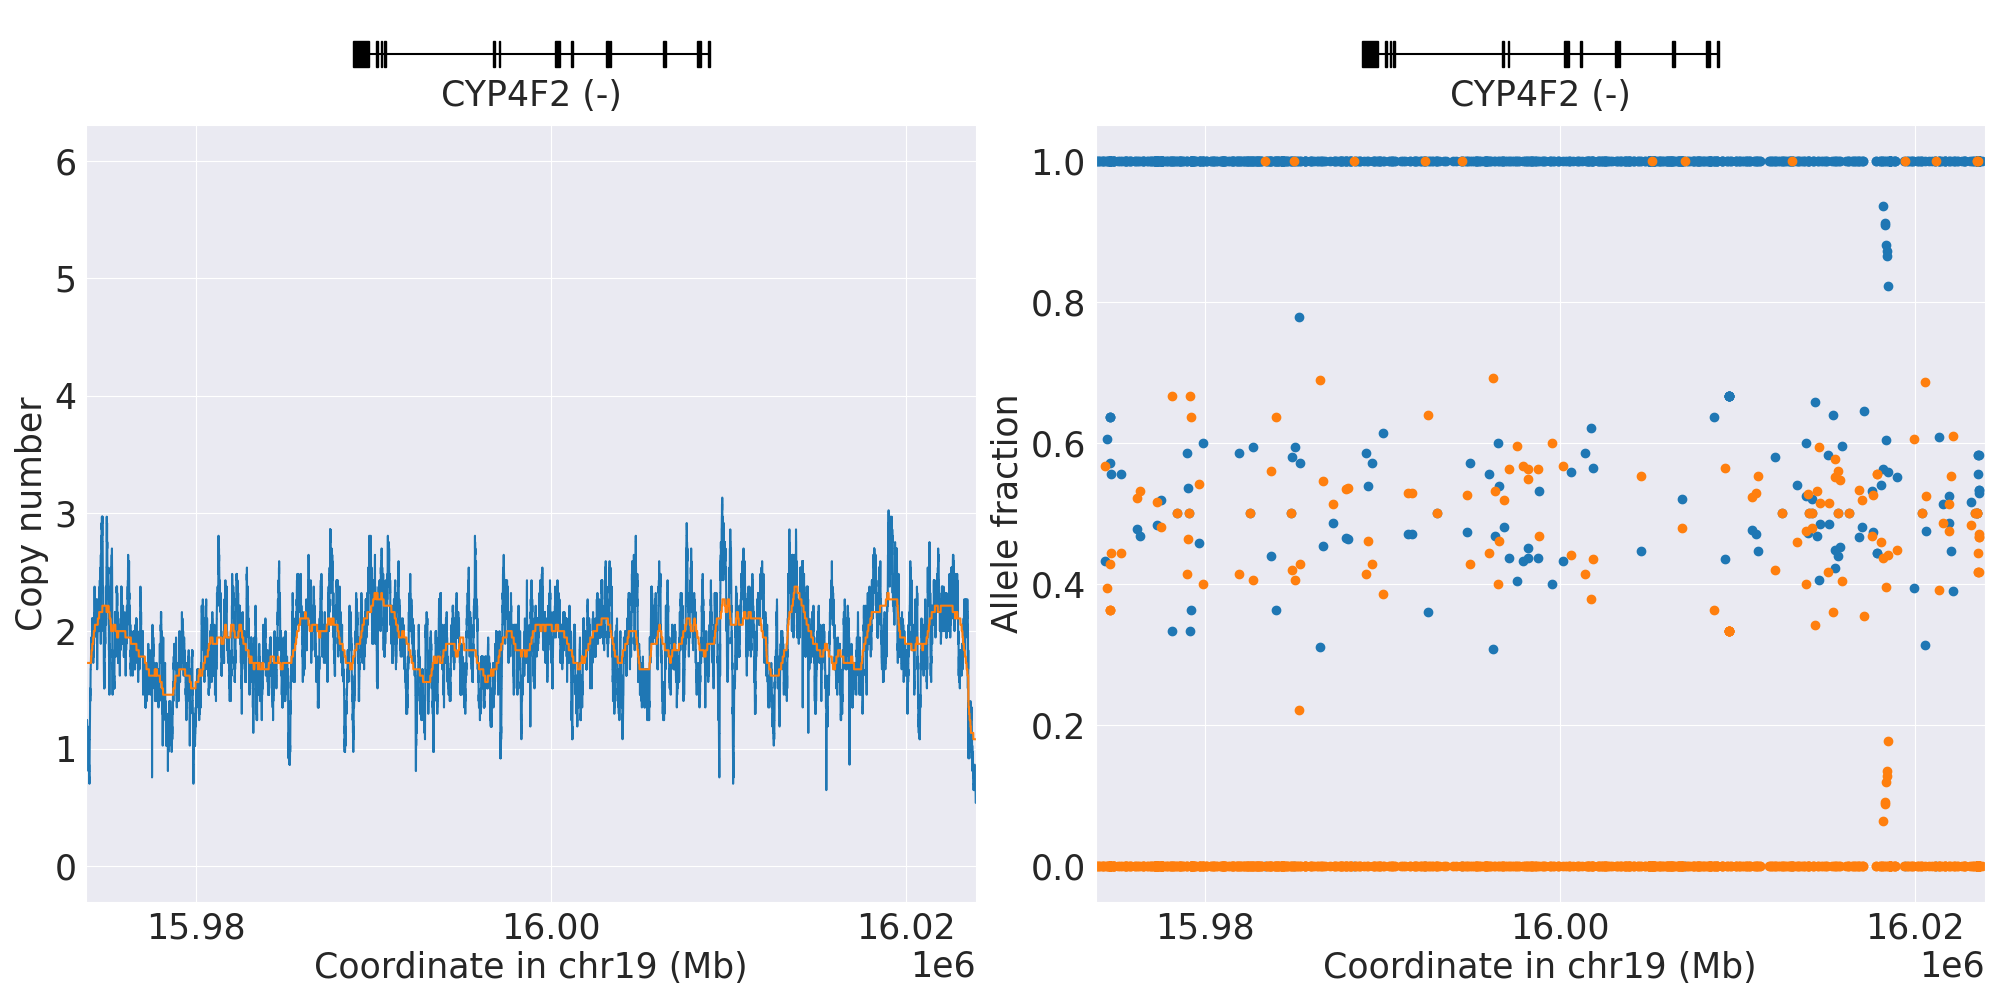 CYP4F2 (-)
6
5
4
3
2
1
0
Copy number
15.98
16.00
16.02
Coordinate in chr19 (Mb)
1e6
CYP4F2 (-)
1.0
0.8
0.6
0.4
0.2
0.0
Allele fraction
15.98
16.00
16.02
Coordinate in chr19 (Mb)
1e6